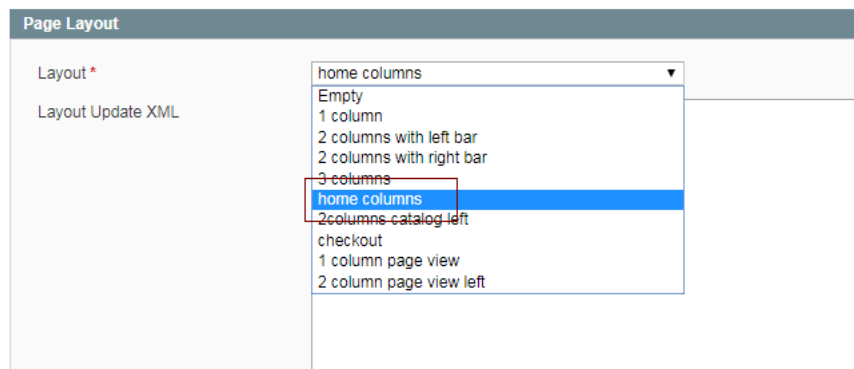 Page Layout
Layout * home columns
Layout Update XML
Empty
1 column
2 columns with left bar
2 columns with right bar
3 columns
home columns
2columns catalog left
checkout
1 column page view
2 column page view left